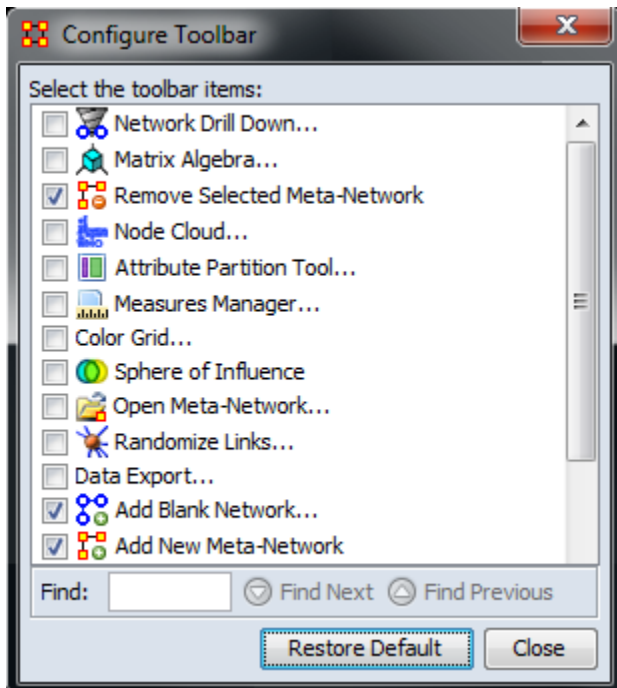 Configure Toolbar
Select the toolbar items:
Network Drill Down...
Matrix Algebra...
Remove Selected Meta-Network
Node Cloud...
Attribute Partition Tool...
Measures Manager...
Color Grid...
Sphere of Influence
Open Meta-Network...
Randomize Links...
Data Export...
Add Blank Network...
Add New Meta-Network
Find: Find Next Find Previous
Restore Default Close